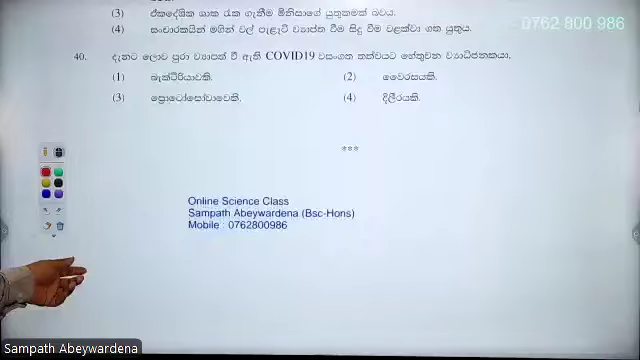 (3) ඒකදේශික ශාක රැක ගැනීම මිනිසාගේ යුතුකමක් බවය.
0762 800 986
(4) සංචාරකයින් මගින් වල් පැළෑටි ව්‍යාප්ත වීම සිදු වීම වළක්වා ගත යුතුය.
40. දැනට ලොව පුරා ව්‍යාපත් වී ඇති COVID19 වසංගත තත්වයට හේතුවන ව්‍යාධිජනකයා,
(1) බැක්ටීරියාවකි. (2) වෛරසයකි.
(3) ප්‍රොටෝසෝවාවෙකි. (4) දිලීරයකි.
***
Online Science Class
Sampath Abeywardena (Bsc-Hons)
Mobile : 0762800986
Sampath Abeywardena